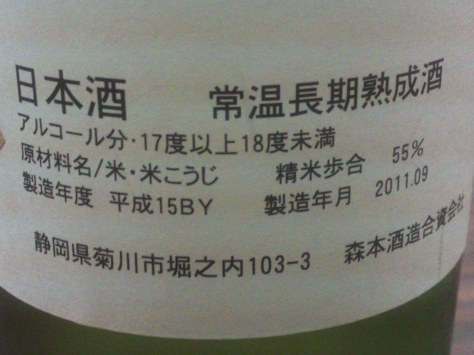 日本酒 常温長期熟成酒
アルコール分・17度以上18度未満
原材料名/米・米こうじ 精米歩合 55%
製造年度 平成15BY 製造年月 2011.09
静岡県菊川市堀之内103-3 森本酒造合資会社